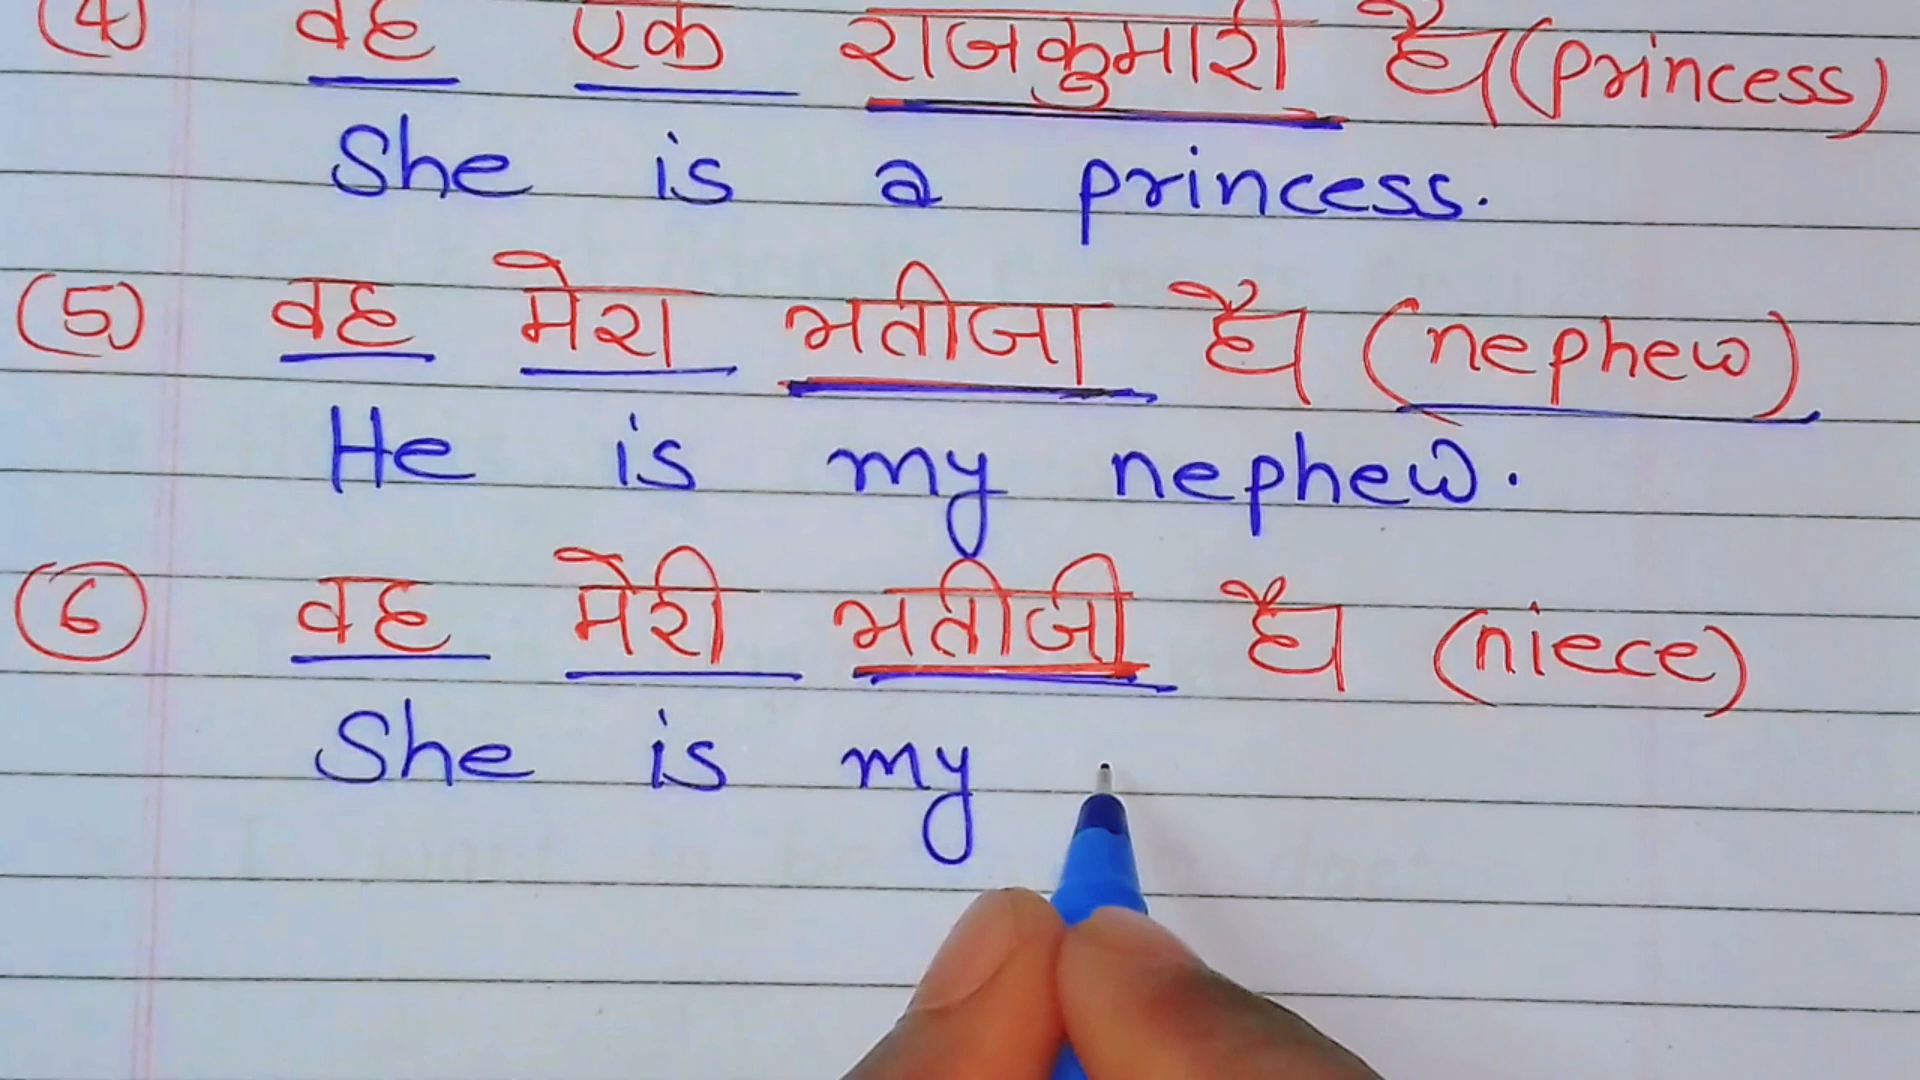 (4) वह एक राजकुमारी है (princess)
She is a princess.
(5) वह मेरा भतीजा है (nephew)
He is my nephew.
(6) वह मेरी भतीजी है (niece)
She is my